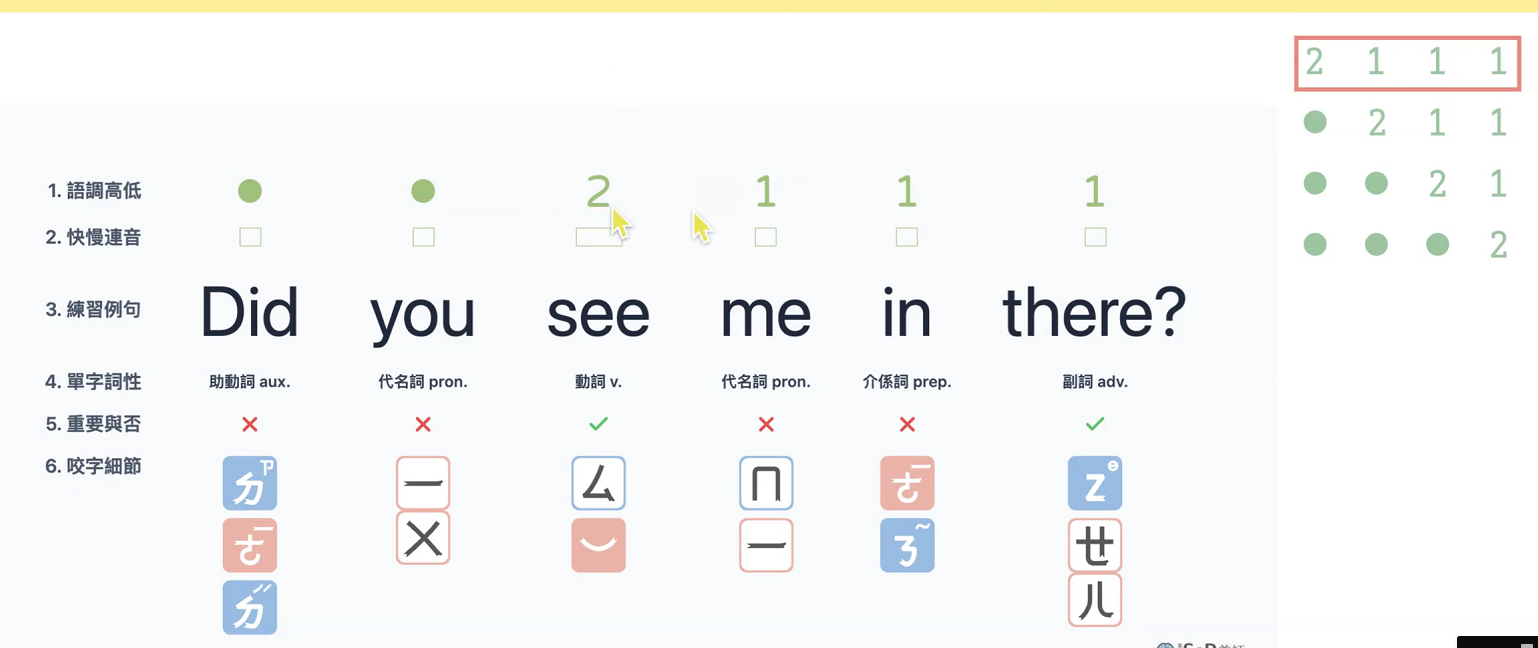 2 1 1 1
● 2 1 1
● ● 2 1
● ● ● 2
1. 語調高低 ● ● 2 1 1 1
2. 快慢連音
3. 練習例句 Did you see me in there?
4. 單字詞性 助動詞 aux. 代名詞 pron. 動詞 v. 代名詞 pron. 介係詞 prep. 副詞 adv.
5. 重要與否 ✕ ✕ ✓ ✕ ✕ ✓
6. 咬字細節 ㄉㄗ ㄧ ㄙ ㄇ ㄜ z
ㄜ ㄨ ㄧ ㄋ ㄝ
ㄉ ㄦ